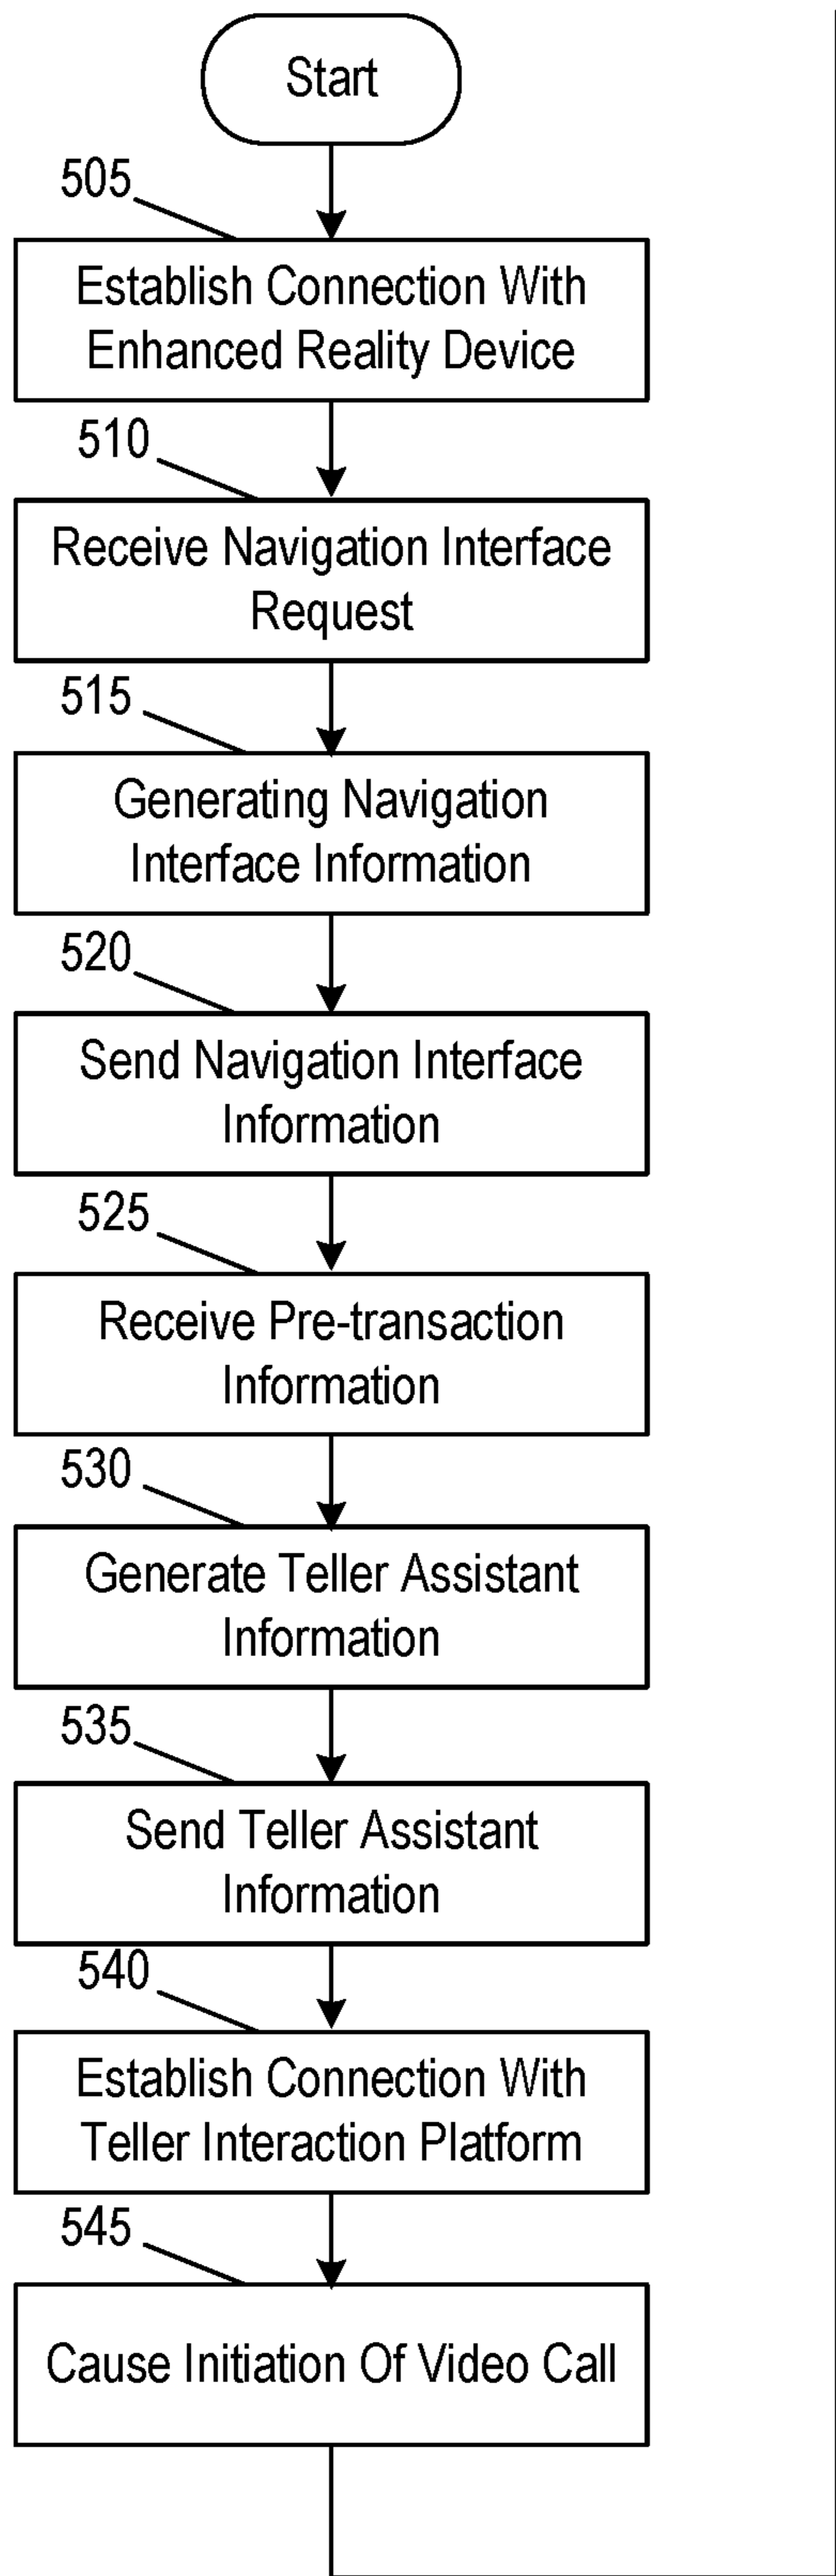 Start
505
Establish Connection With
Enhanced Reality Device
510
Receive Navigation Interface
Request
515
Generating Navigation
Interface Information
520
Send Navigation Interface
Information
525
Receive Pre-transaction
Information
530
Generate Teller Assistant
Information
535
Send Teller Assistant
Information
540
Establish Connection With
Teller Interaction Platform
545
Cause Initiation Of Video Call